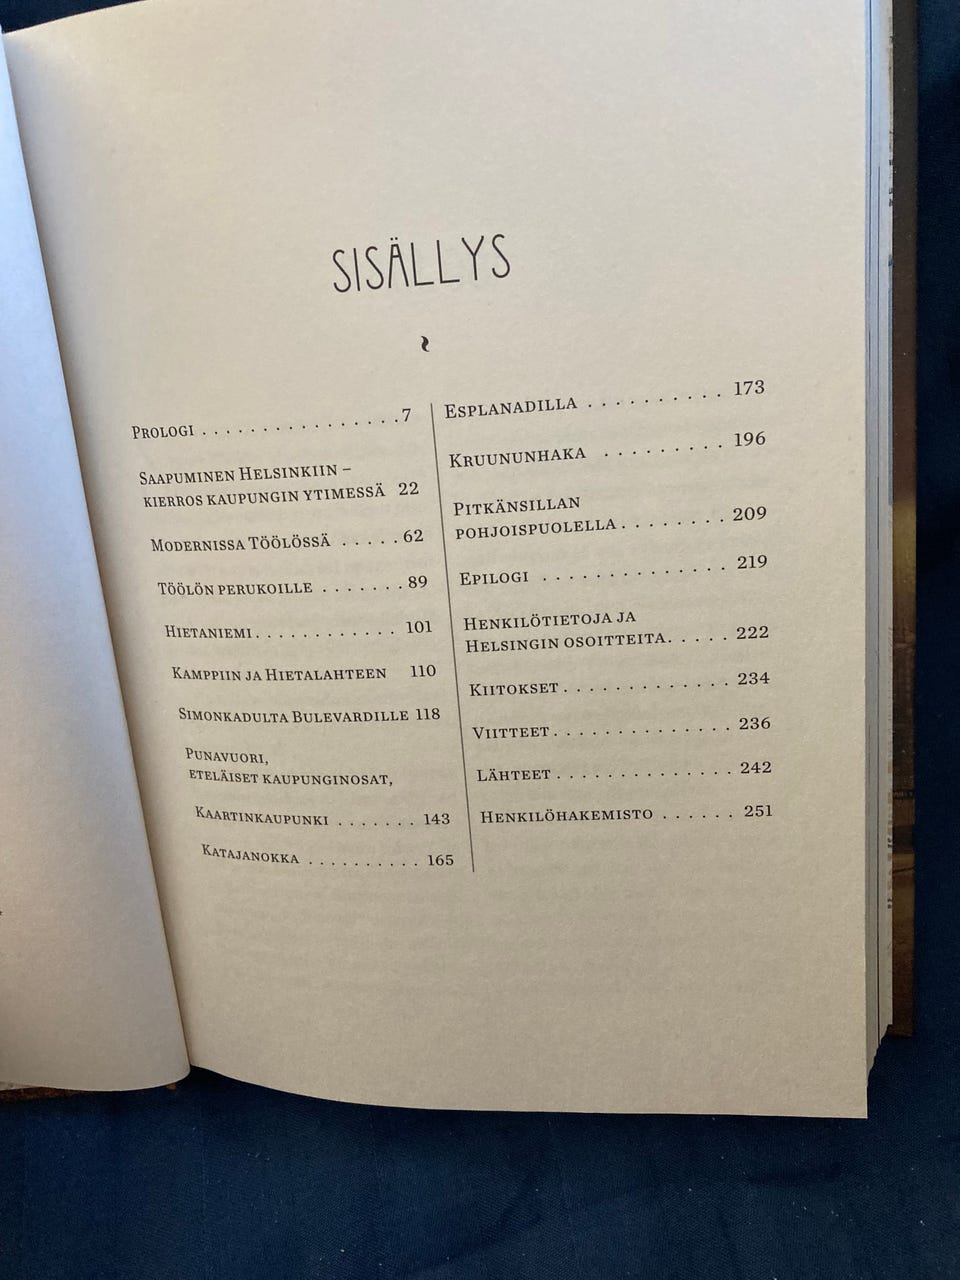 SISÄLLYS
PROLOGI . . . . . . . . . . . . . . . . . 7
SAAPUMINEN HELSINKIIN –
KIERROS KAUPUNGIN YTIMESSÄ 22
MODERNISSA TÖÖLÖSSÄ . . . . . 62
TÖÖLÖN PERUKOILLE . . . . . . . 89
HIETANIEMI . . . . . . . . . . . . 101
KAMPPIIN JA HIETALAHTEEN 110
SIMONKADULTA BULEVARDILLE 118
PUNAVUORI,
ETELÄISET KAUPUNGINOSAT,
KAARTINKAUPUNKI . . . . . . . 143
KATAJANOKKA . . . . . . . . . . 165
ESPLANADILLA . . . . . . . . . . 173
KRUUNUNHAKA . . . . . . . . . 196
PITKÄNSILLAN
POHJOISPUOLELLA . . . . . . . . 209
EPILOGI . . . . . . . . . . . . . . 219
HENKILÖTIETOJA JA
HELSINGIN OSOITTEITA. . . . . 222
KIITOKSET . . . . . . . . . . . . . 234
VIITTEET . . . . . . . . . . . . . . 236
LÄHTEET . . . . . . . . . . . . . . 242
HENKILÖHAKEMISTO . . . . . . 251